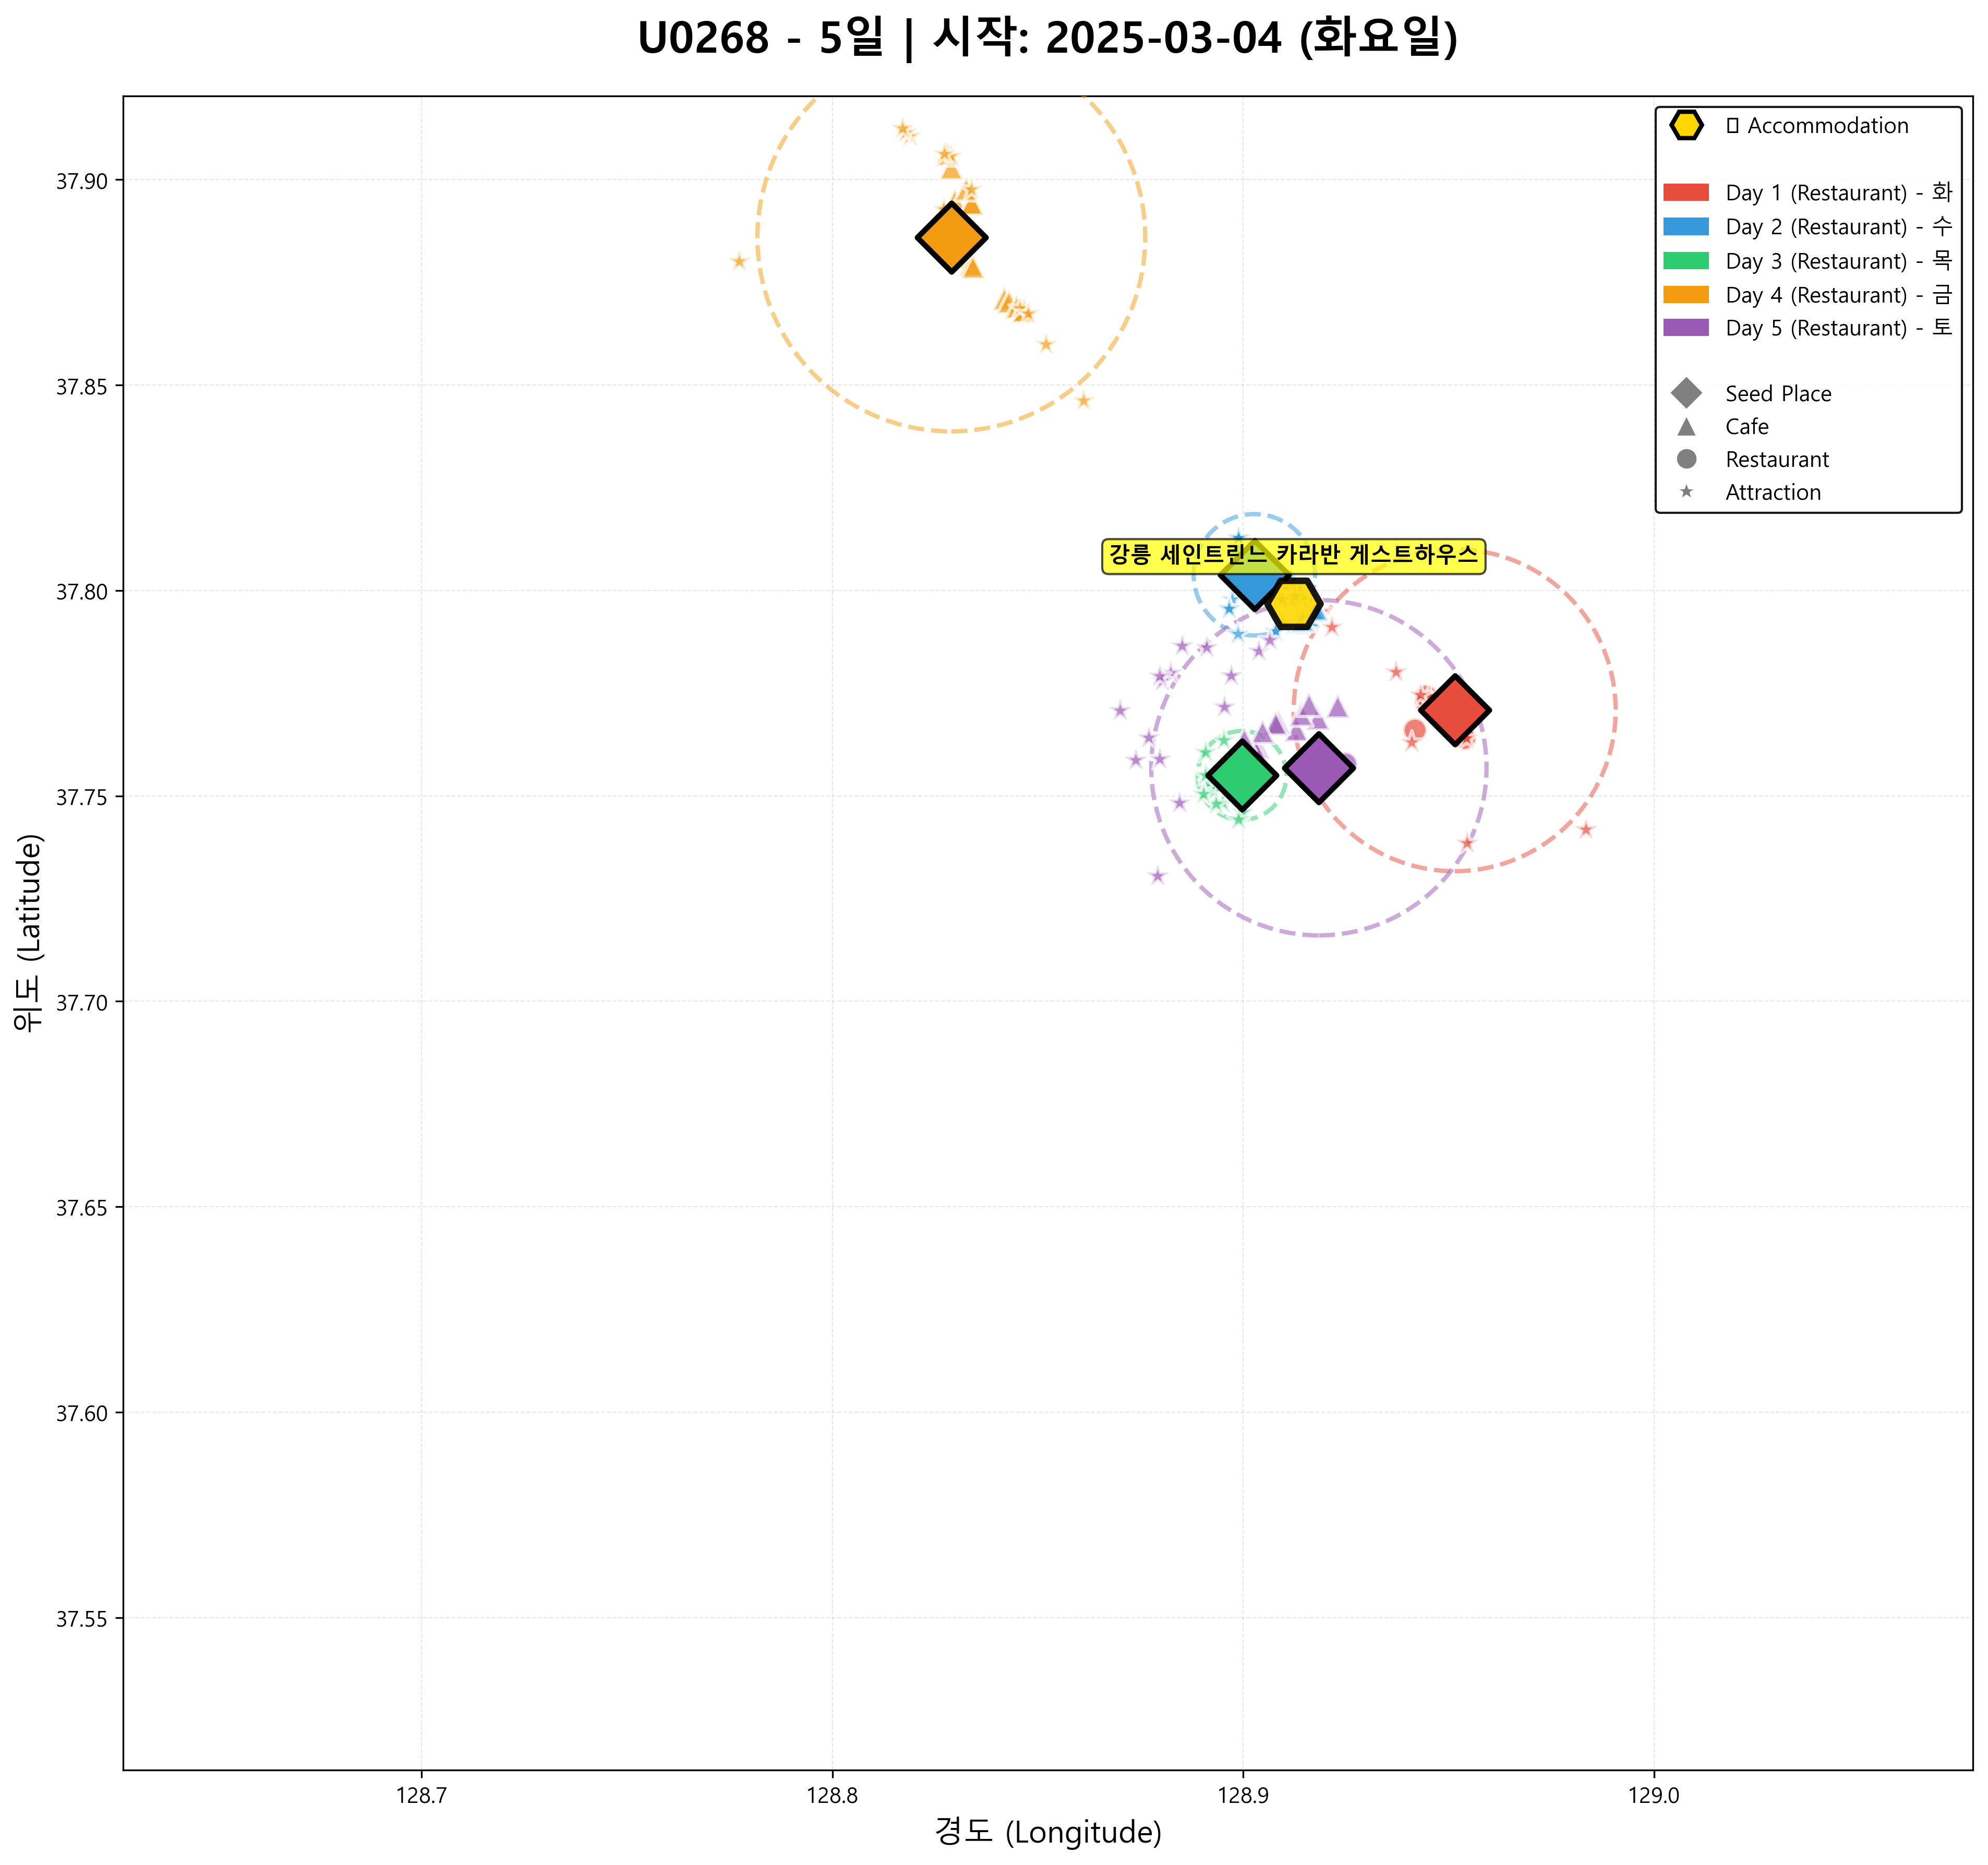 U0268 - 5일 | 시작: 2025-03-04 (화요일)
Accommodation
Day 1 (Restaurant) - 화
Day 2 (Restaurant) - 수
Day 3 (Restaurant) - 목
Day 4 (Restaurant) - 금
Day 5 (Restaurant) - 토
Seed Place
Cafe
Restaurant
Attraction
강릉 세인트린느 카라반 게스트하우스
37.90
37.85
37.80
37.75
37.70
37.65
37.60
37.55
위도 (Latitude)
128.7
128.8
128.9
129.0
경도 (Longitude)